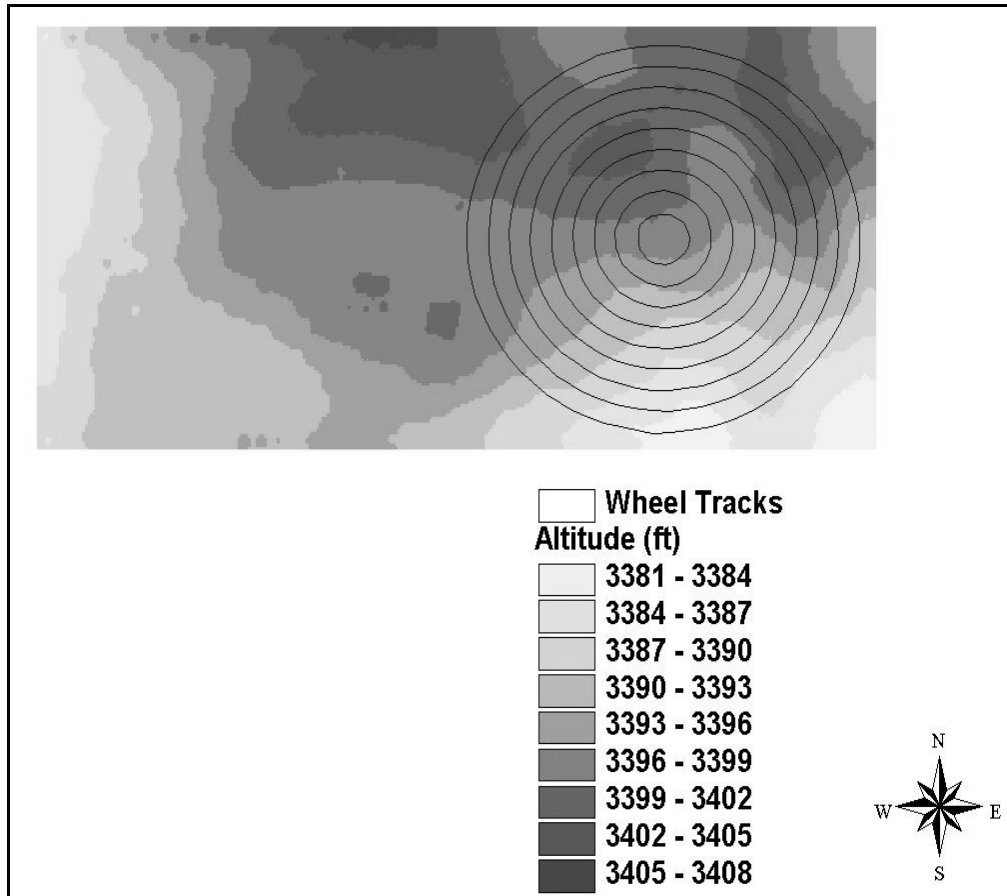 Wheel Tracks
Altitude (ft)
3381 - 3384
3384 - 3387
3387 - 3390
3390 - 3393
3393 - 3396
3396 - 3399
3399 - 3402
3402 - 3405
3405 - 3408
N
W E
S